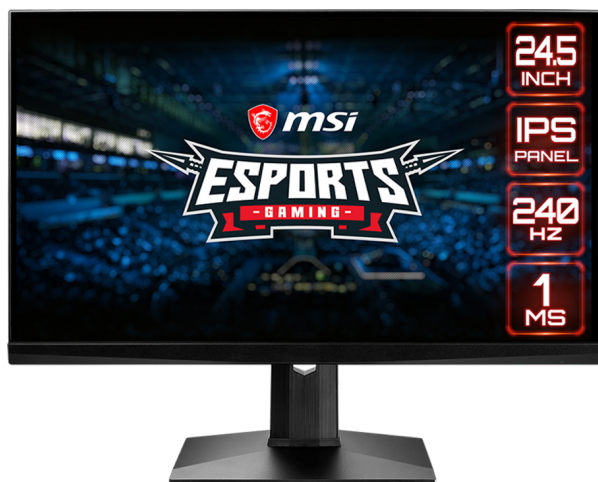 msi
ESPORTS
- GAMING -
24.5
INCH
IPS
PANEL
240
HZ
1
MS